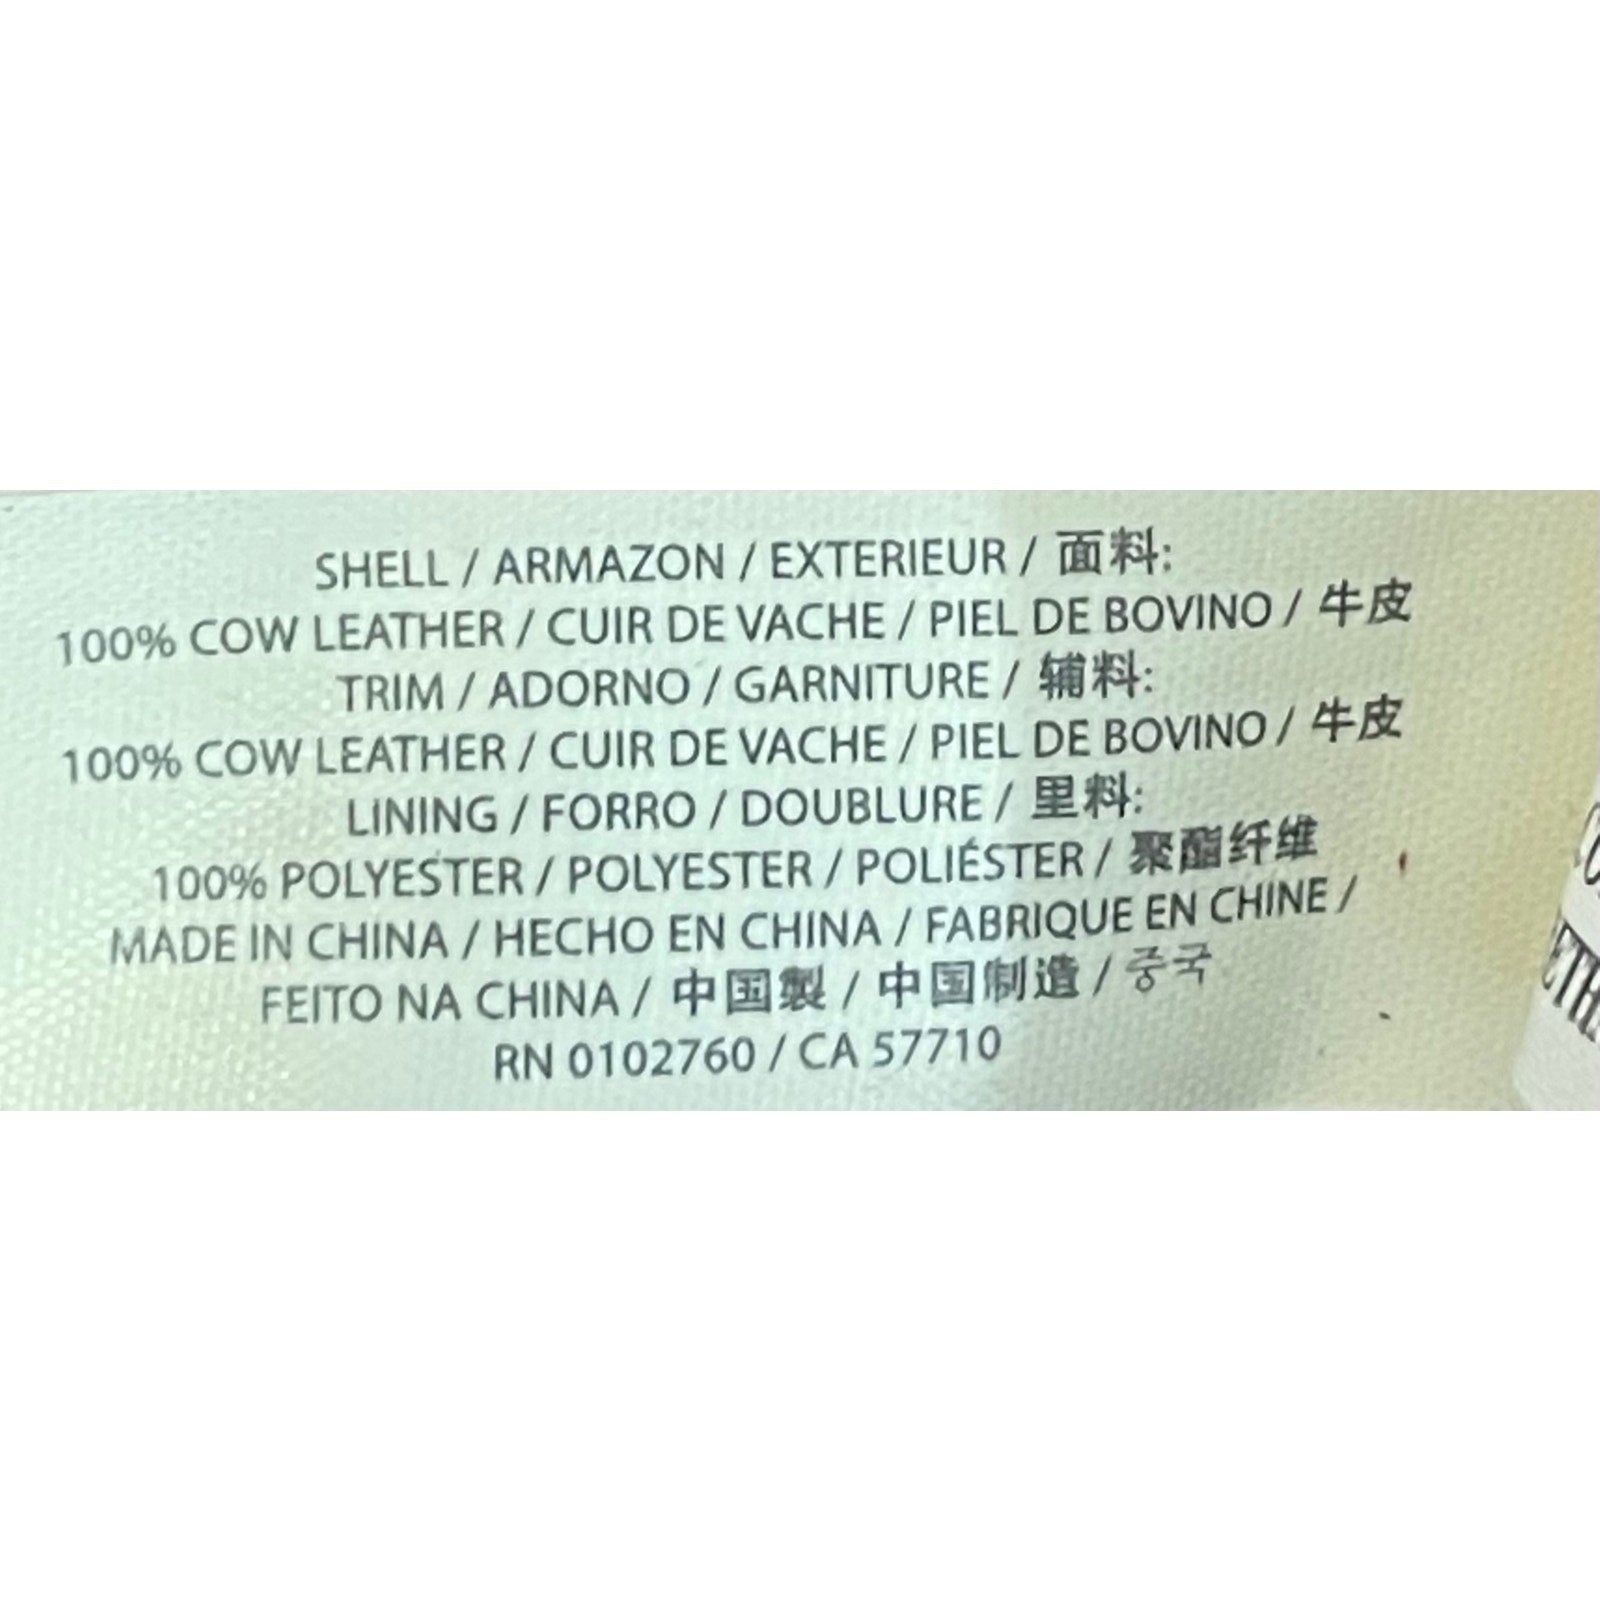 SHELL / ARMAZON / EXTERIEUR / 面料:
100% COW LEATHER / CUIR DE VACHE / PIEL DE BOVINO / 牛皮
TRIM / ADORNO / GARNITURE / 辅料:
100% COW LEATHER / CUIR DE VACHE / PIEL DE BOVINO / 牛皮
LINING / FORRO / DOUBLURE / 里料:
100% POLYESTER / POLYESTER / POLIÉSTER / 聚酯纤维
MADE IN CHINA / HECHO EN CHINA / FABRIQUE EN CHINE /
FEITO NA CHINA / 中国製 / 中国制造 / 중국
RN 0102760 / CA 57710